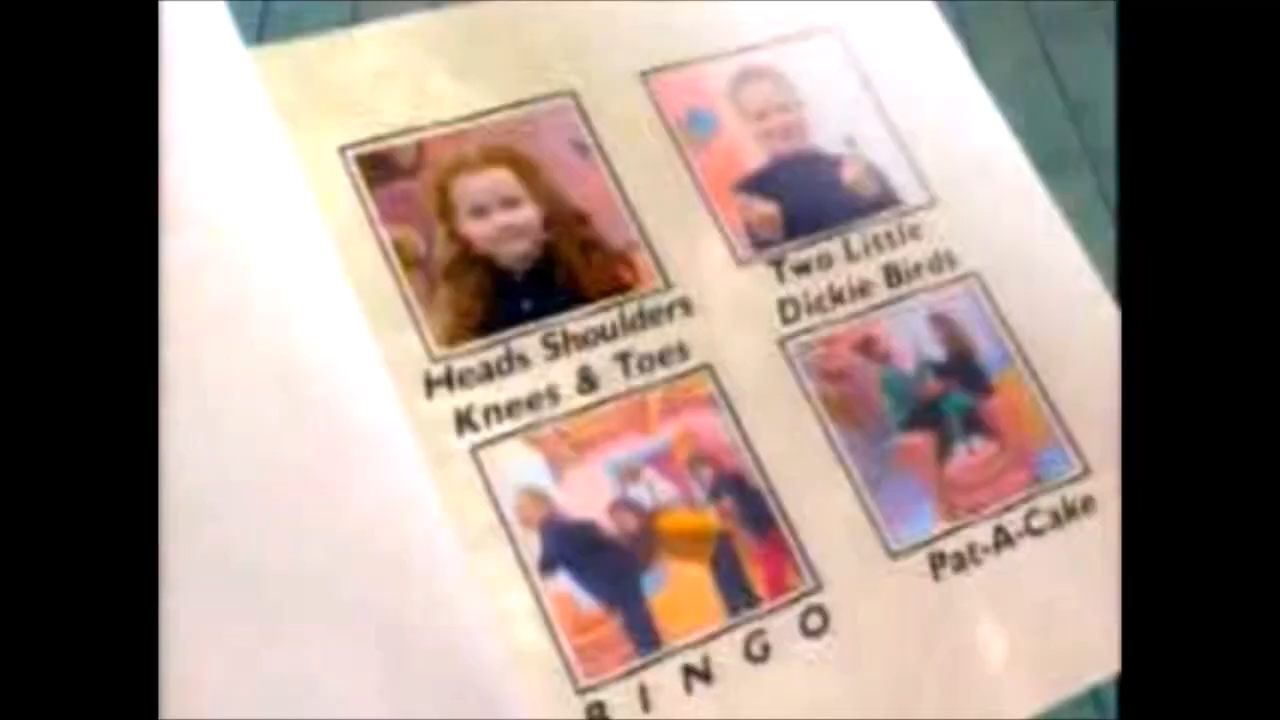 Heads Shoulders
Knees & Toes
Two Little
Dickie Birds
BINGO
Pat-A-Cake